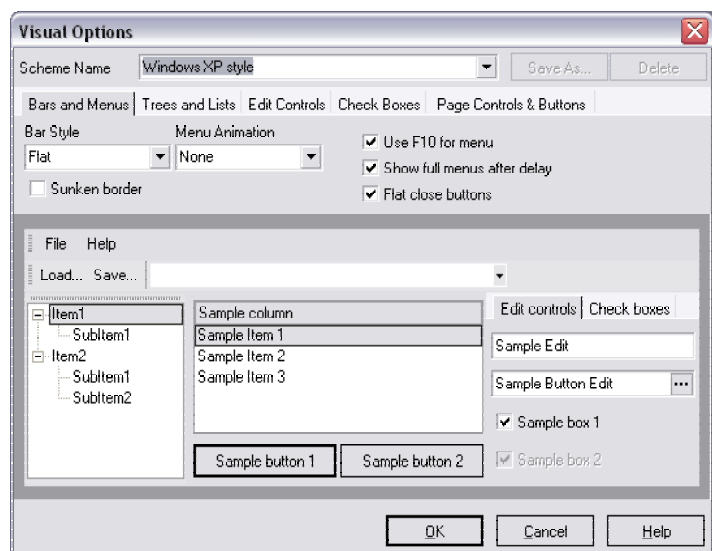 Visual Options
Scheme Name Windows XP style Save As... Delete
Bars and Menus Trees and Lists Edit Controls Check Boxes Page Controls & Buttons
Bar Style Menu Animation
Flat None
Sunken border
Use F10 for menu
Show full menus after delay
Flat close buttons
File Help
Load... Save...
Item1
SubItem1
Item2
SubItem1
SubItem2
Sample column
Sample Item 1
Sample Item 2
Sample Item 3
Sample button 1 Sample button 2
Edit controls Check boxes
Sample Edit
Sample Button Edit ...
Sample box 1
Sample box 2
OK Cancel Help